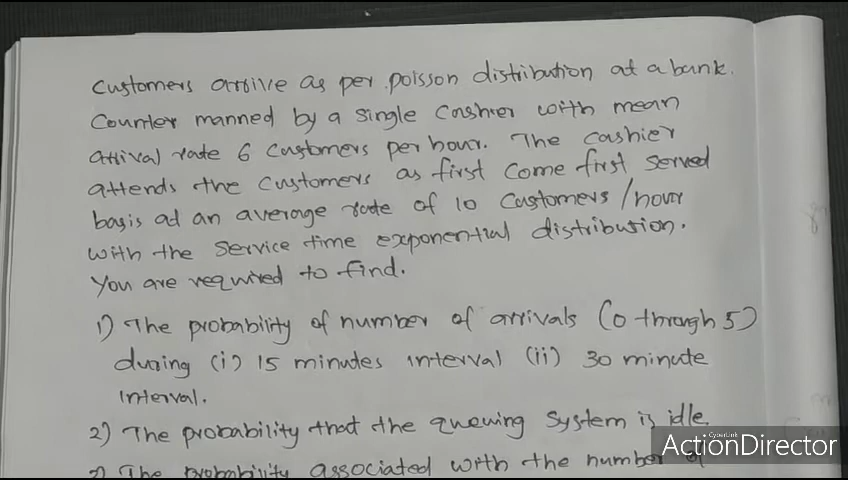 Customers arrive as per poisson distribution at a bank.
Counter manned by a single Cashier with mean
arrival rate 6 Customers per hour. The cashier
attends the customers as first Come first Served
basis at an average rate of 10 Customers / hour
with the service time exponential distribution.
You are required to find.
1) The probability of number of arrivals (0 through 5)
during (i) 15 minutes interval (ii) 30 minute
Interval.
2) The probability that the queuing System is idle.
The probability associated with the number of
CyberLink
ActionDirector